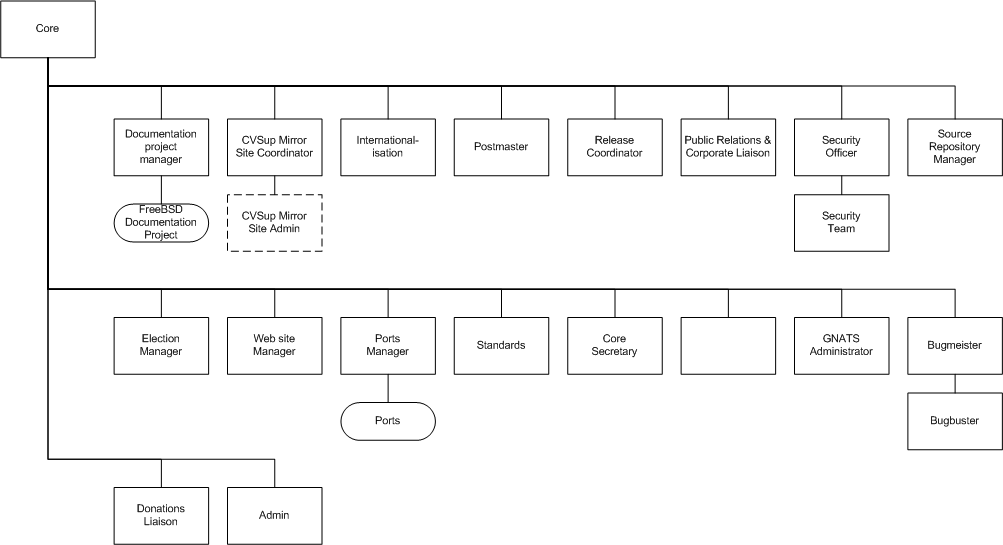 Core
Documentation
project
manager
CVSup Mirror
Site Coordinator
International-
isation
Postmaster
Release
Coordinator
Public Relations &
Corporate Liaison
Security
Officer
Source
Repository
Manager
FreeBSD
Documentation
Project
CVSup Mirror
Site Admin
Security
Team
Election
Manager
Web site
Manager
Ports
Manager
Standards
Core
Secretary
GNATS
Administrator
Bugmeister
Ports
Bugbuster
Donations
Liaison
Admin